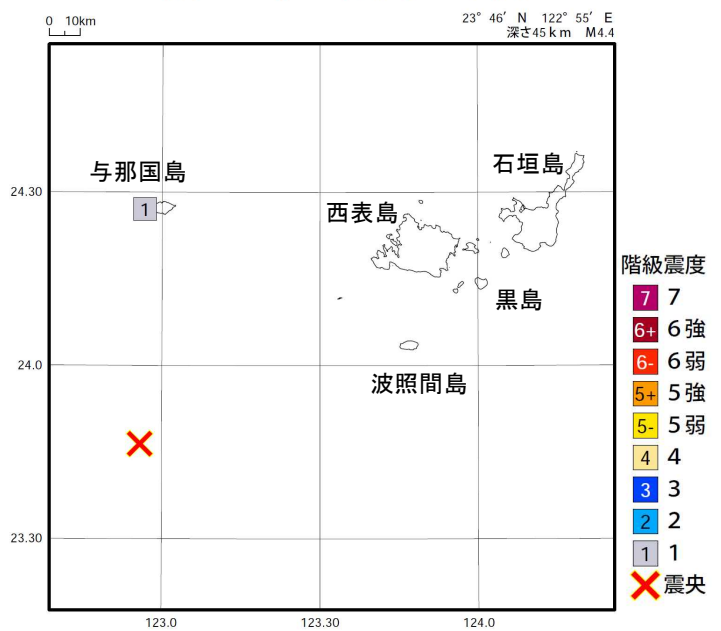 0 10km
23° 46′ N 122° 55′ E
深さ45km M4.4
与那国島
石垣島
24.30
1
西表島
黒島
24.0
波照間島
23.30
123.0 123.30 124.0
階級震度
7 7
6+ 6強
6- 6弱
5+ 5強
5- 5弱
4 4
3 3
2 2
1 1
震央